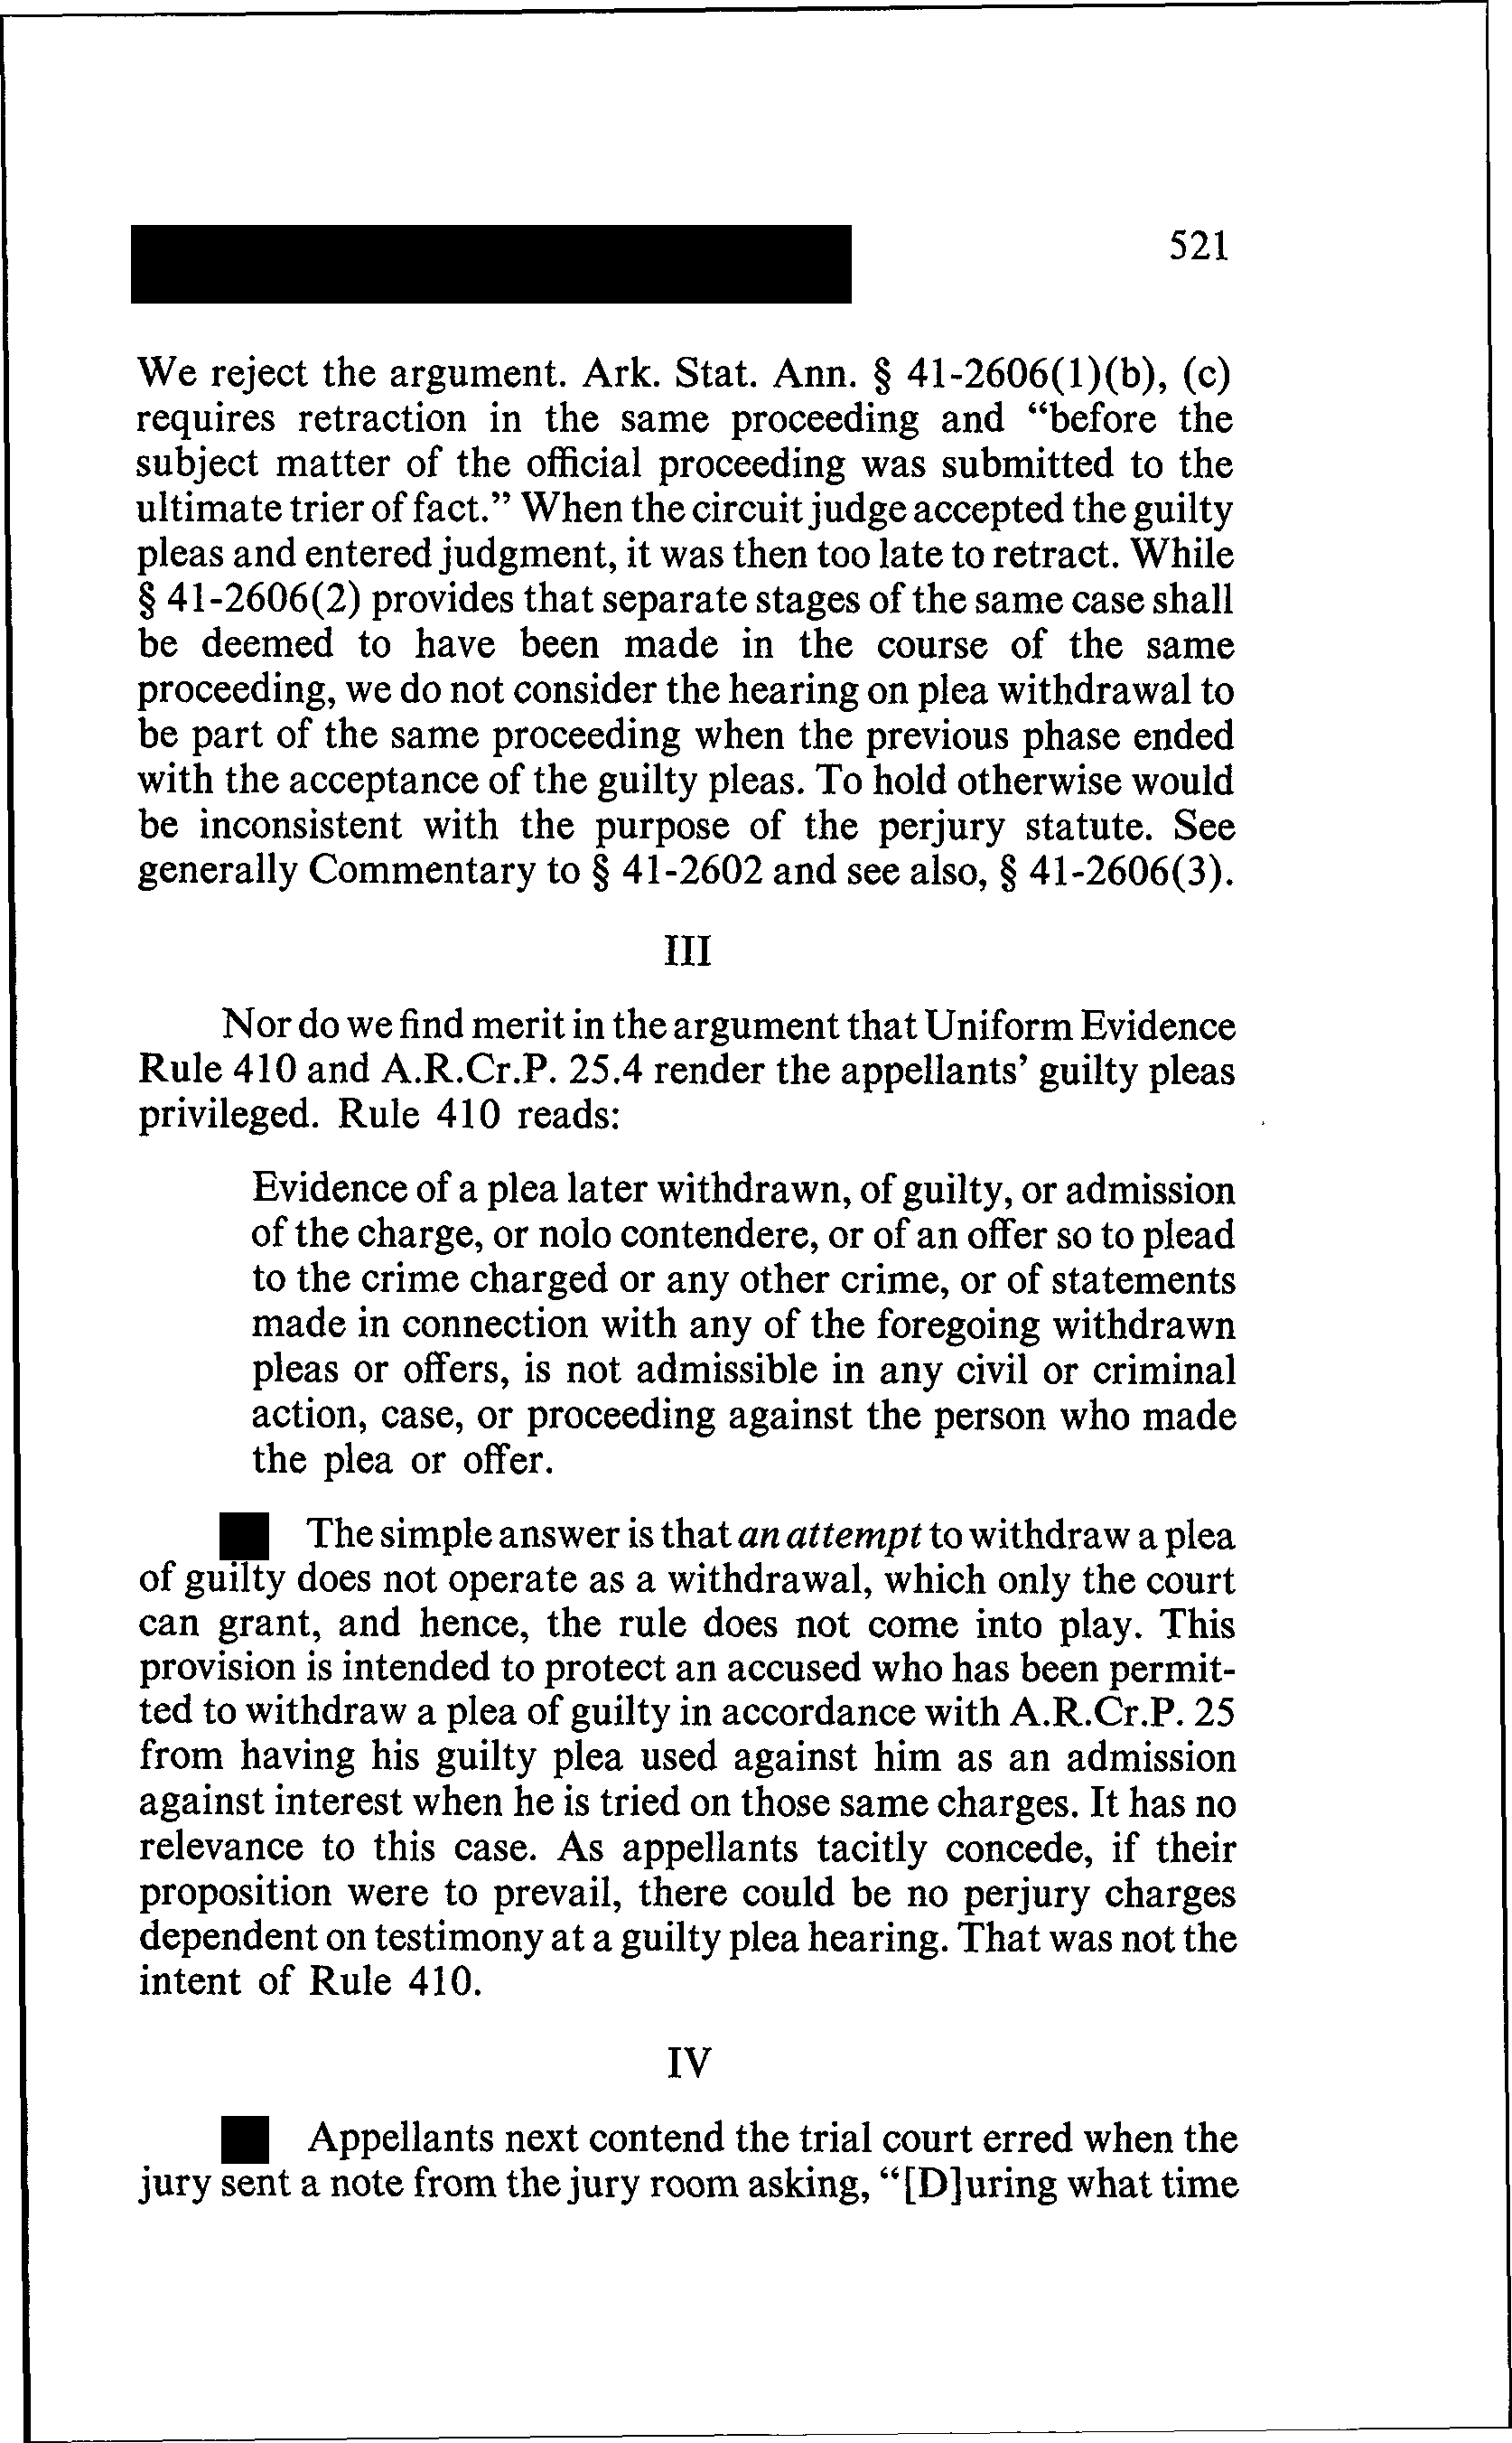 521
We reject the argument. Ark. Stat. Ann. § 41-2606(1)(b), (c)
requires retraction in the same proceeding and “before the
subject matter of the official proceeding was submitted to the
ultimate trier of fact.” When the circuit judge accepted the guilty
pleas and entered judgment, it was then too late to retract. While
§ 41-2606(2) provides that separate stages of the same case shall
be deemed to have been made in the course of the same
proceeding, we do not consider the hearing on plea withdrawal to
be part of the same proceeding when the previous phase ended
with the acceptance of the guilty pleas. To hold otherwise would
be inconsistent with the purpose of the perjury statute. See
generally Commentary to § 41-2602 and see also, § 41-2606(3).
III
Nor do we find merit in the argument that Uniform Evidence
Rule 410 and A.R.Cr.P. 25.4 render the appellants’ guilty pleas
privileged. Rule 410 reads:
Evidence of a plea later withdrawn, of guilty, or admission
of the charge, or nolo contendere, or of an offer so to plead
to the crime charged or any other crime, or of statements
made in connection with any of the foregoing withdrawn
pleas or offers, is not admissible in any civil or criminal
action, case, or proceeding against the person who made
the plea or offer.
The simple answer is that an attempt to withdraw a plea
of guilty does not operate as a withdrawal, which only the court
can grant, and hence, the rule does not come into play. This
provision is intended to protect an accused who has been permit-
ted to withdraw a plea of guilty in accordance with A.R.Cr.P. 25
from having his guilty plea used against him as an admission
against interest when he is tried on those same charges. It has no
relevance to this case. As appellants tacitly concede, if their
proposition were to prevail, there could be no perjury charges
dependent on testimony at a guilty plea hearing. That was not the
intent of Rule 410.
IV
Appellants next contend the trial court erred when the
jury sent a note from the jury room asking, “[D]uring what time